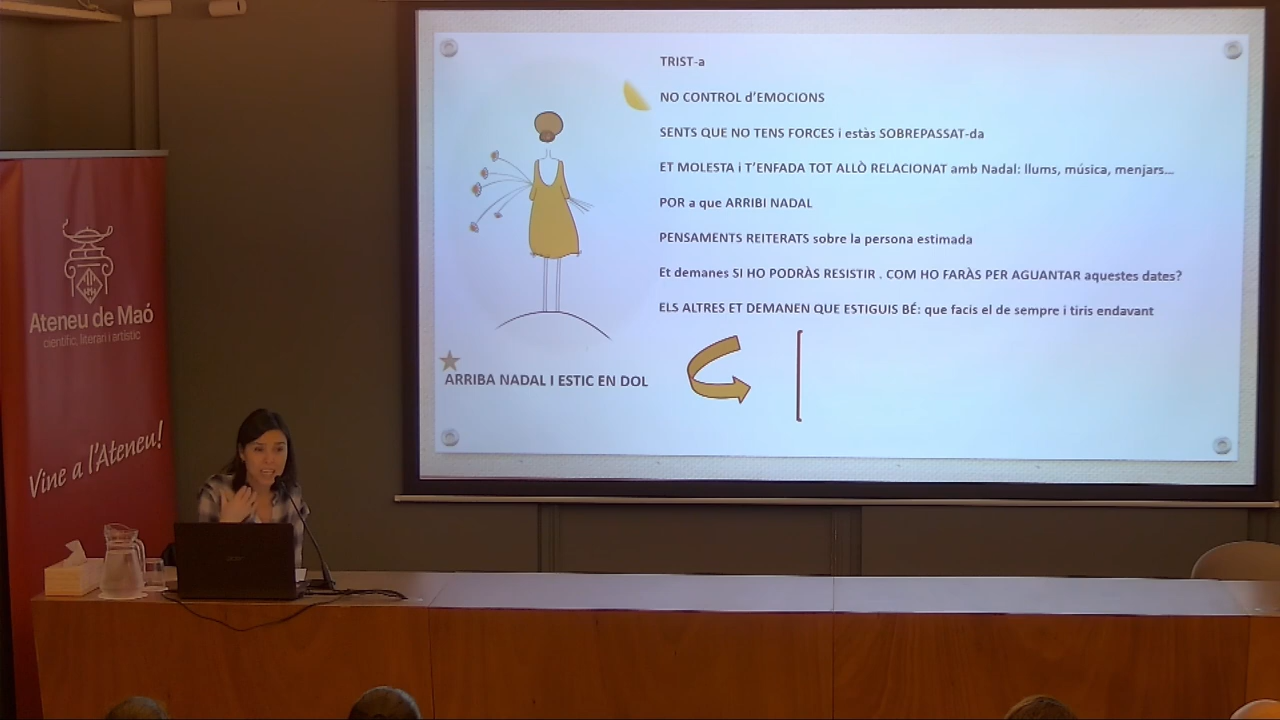 TRIST-a
NO CONTROL d'EMOCIONS
SENTS QUE NO TENS FORCES i estàs SOBREPASSAT-da
ET MOLESTA i T'ENFADA TOT ALLÒ RELACIONAT amb Nadal: llums, música, menjars...
POR a que ARRIBI NADAL
PENSAMENTS REITERATS sobre la persona estimada
Et demanes SI HO PODRÀS RESISTIR . COM HO FARÀS PER AGUANTAR aquestes dates?
ELS ALTRES ET DEMANEN QUE ESTIGUIS BÉ: que facis el de sempre i tiris endavant
ARRIBA NADAL I ESTIC EN DOL
Ateneu de Maó
científic, literari i artístic
Vine a l'Ateneu!
acer